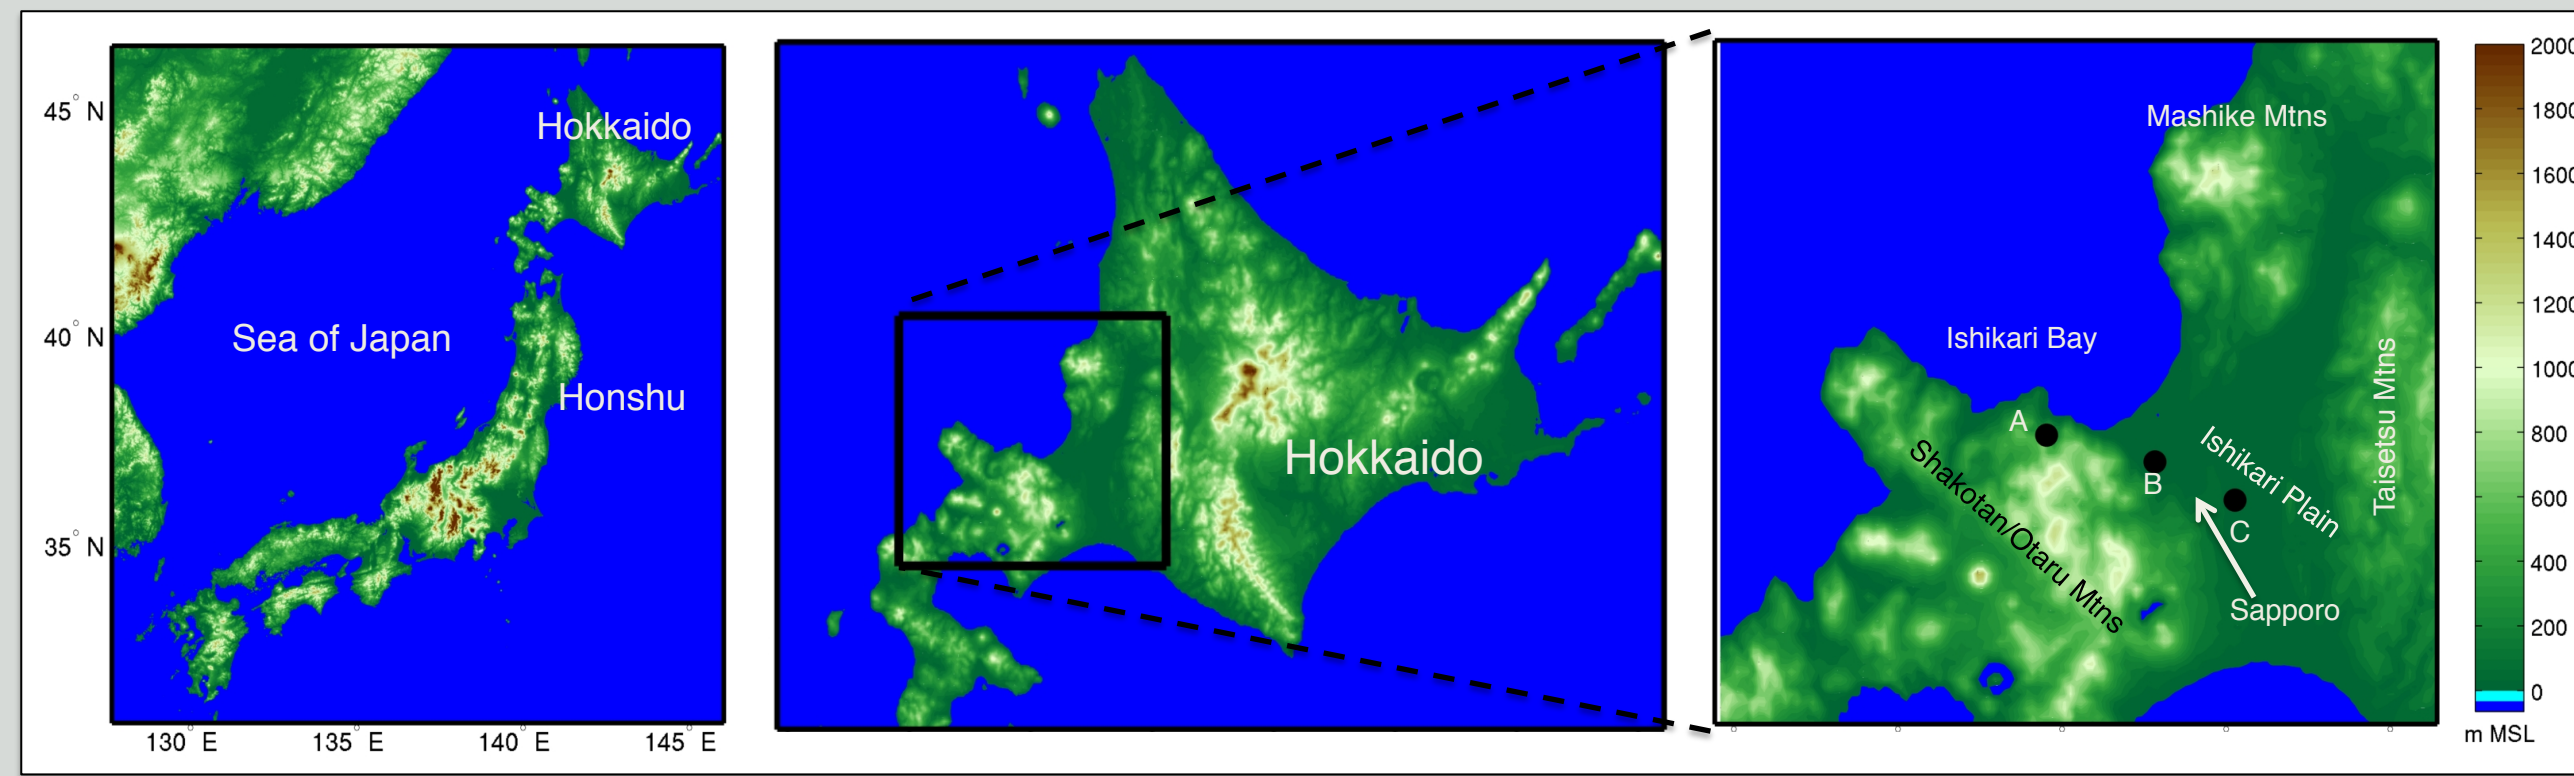 45° N
40° N
35° N
130° E
135° E
140° E
145° E
Hokkaido
Sea of Japan
Honshu
Hokkaido
Mashike Mtns
Ishikari Bay
A
B
C
Shakotan/Otaru Mtns
Ishikari Plain
Taisetsu Mtns
Sapporo
2000
1800
1600
1400
1200
1000
800
600
400
200
0
m MSL